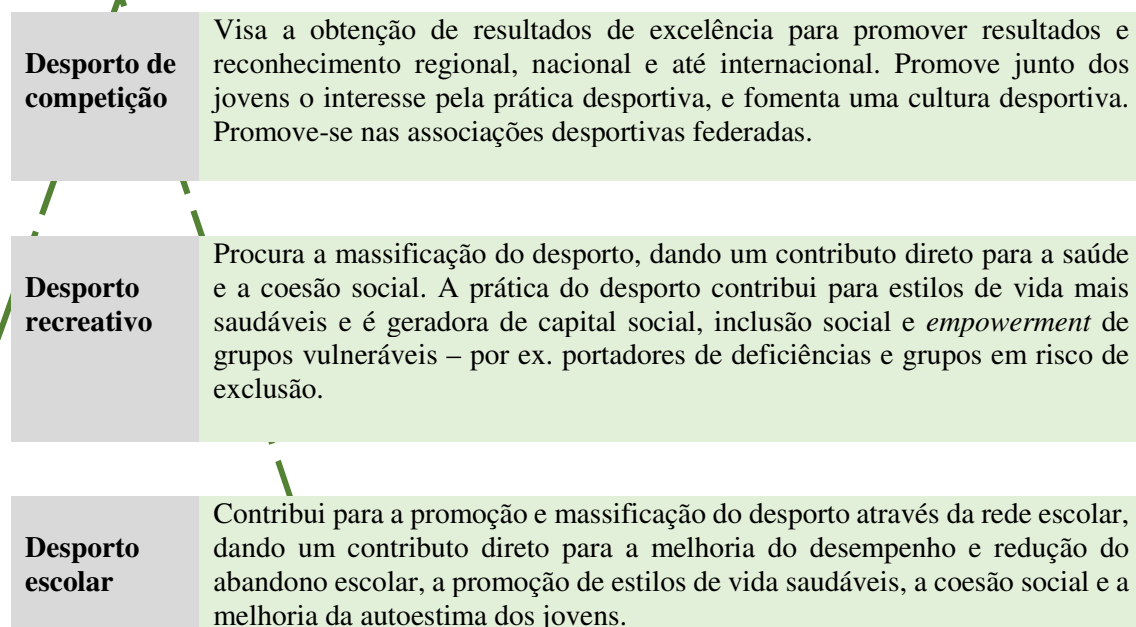 Desporto de competição
Visa a obtenção de resultados de excelência para promover resultados e
reconhecimento regional, nacional e até internacional. Promove junto dos
jovens o interesse pela prática desportiva, e fomenta uma cultura desportiva.
Promove-se nas associações desportivas federadas.
Desporto recreativo
Procura a massificação do desporto, dando um contributo direto para a saúde
e a coesão social. A prática do desporto contribui para estilos de vida mais
saudáveis e é geradora de capital social, inclusão social e empowerment de
grupos vulneráveis – por ex. portadores de deficiências e grupos em risco de
exclusão.
Desporto escolar
Contribui para a promoção e massificação do desporto através da rede escolar,
dando um contributo direto para a melhoria do desempenho e redução do
abandono escolar, a promoção de estilos de vida saudáveis, a coesão social e a
melhoria da autoestima dos jovens.